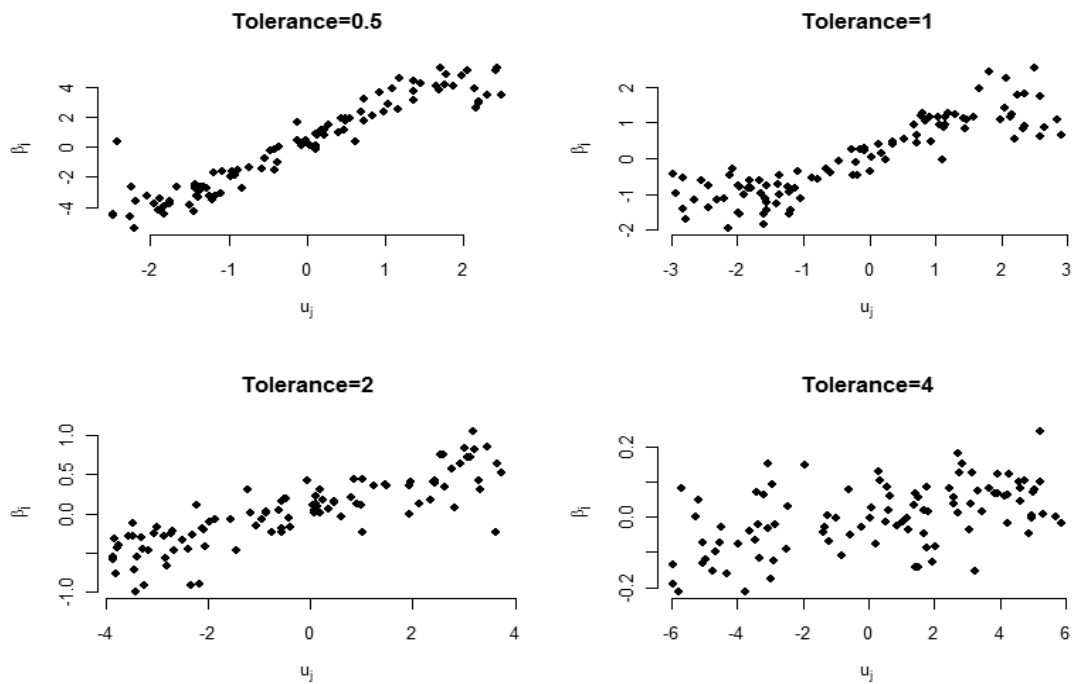 Tolerance=0.5
βj
4
2
0
-2
-4
-2 -1 0 1 2
uj
Tolerance=1
βj
2
1
0
-1
-2
-3 -2 -1 0 1 2 3
uj
Tolerance=2
βj
1.0
0.5
0.0
-1.0
-4 -2 0 2 4
uj
Tolerance=4
βj
0.2
0.0
-0.2
-6 -4 -2 0 2 4 6
uj